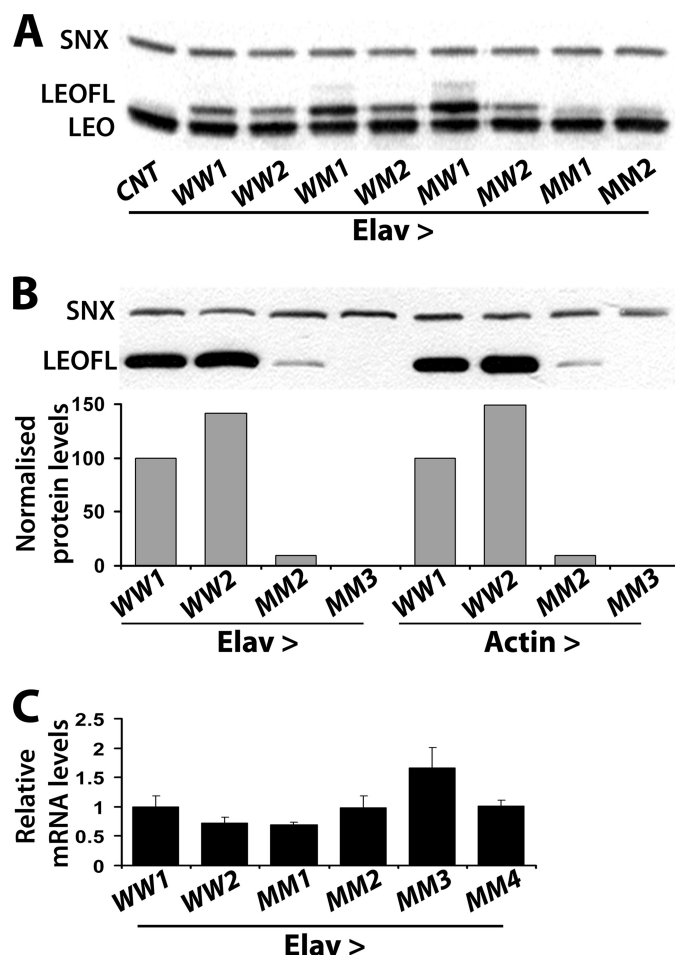 A
SNX
LEOFL
LEO
CNT WW1 WW2 WM1 WM2 MW1 MW2 MM1 MM2
Elav >
B
SNX
LEOFL
Normalised
protein levels
150
100
50
0
WW1 WW2 MM2 MM3 WW1 WW2 MM2 MM3
Elav > Actin >
C
Relative
mRNA levels
2.5
2
1.5
1
0.5
0
WW1 WW2 MM1 MM2 MM3 MM4
Elav >